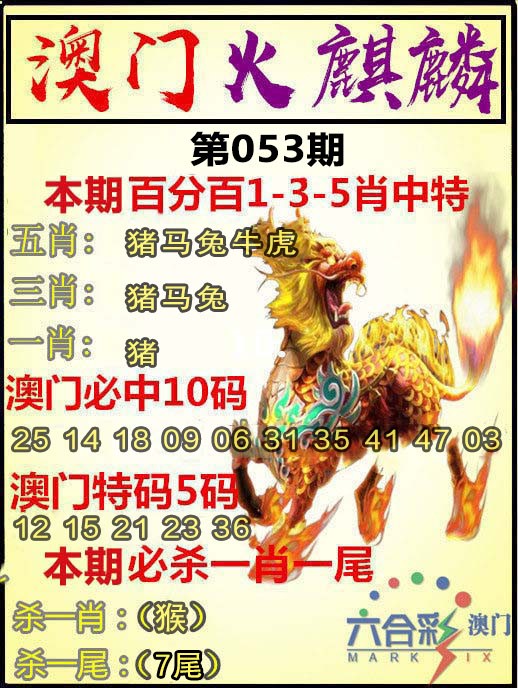 澳门火麒麟
第053期
本期百分百1-3-5肖中特
五肖：猪马兔牛虎
三肖：猪马兔
一肖：猪
澳门必中10码
25 14 18 09 06 31 35 41 47 03
澳门特码5码
12 15 21 23 36
本期必杀一肖一尾
杀一肖：（猴）
杀一尾：（7尾）
六合彩 澳门
MARK SIX